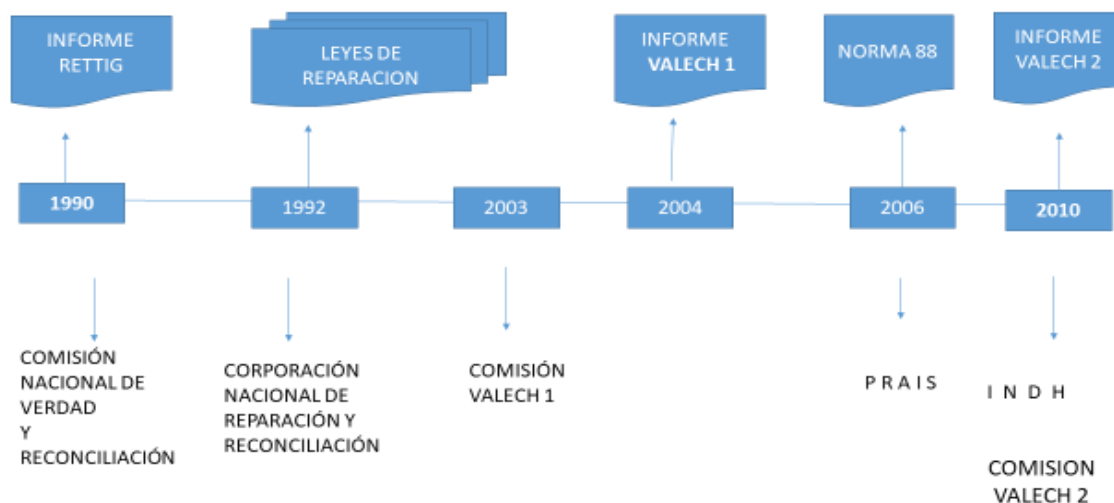 INFORME
RETTIG
LEYES DE
REPARACION
INFORME
VALECH 1
NORMA 88
INFORME
VALECH 2
1990
1992
2003
2004
2006
2010
COMISIÓN
NACIONAL DE
VERDAD
Y
RECONCILIACIÓN
CORPORACIÓN
NACIONAL DE
REPARACIÓN Y
RECONCILIACIÓN
COMISIÓN
VALECH 1
P R A I S
I N D H
COMISION
VALECH 2